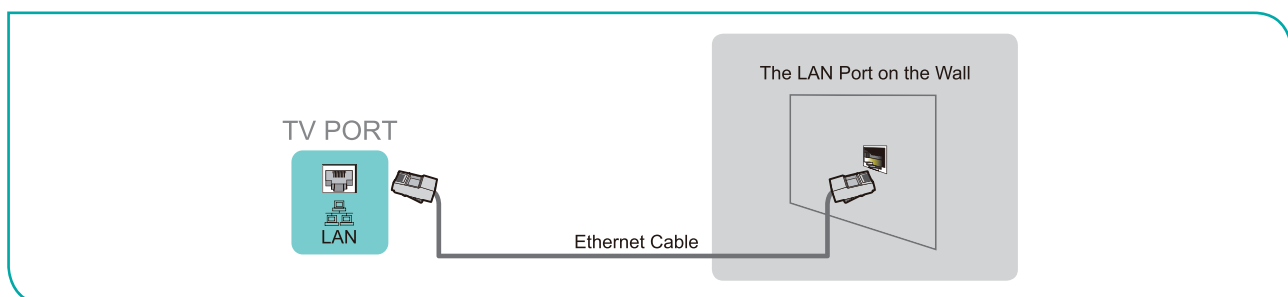 The LAN Port on the Wall
TV PORT
LAN
Ethernet Cable